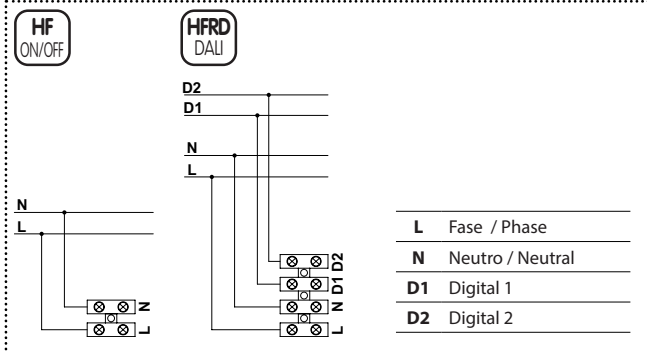 HF
ON/OFF
HFRD
DALI
D2
D1
N
L
N
L
D2
D1
N
L
N
L
L Fase / Phase
N Neutro / Neutral
D1 Digital 1
D2 Digital 2